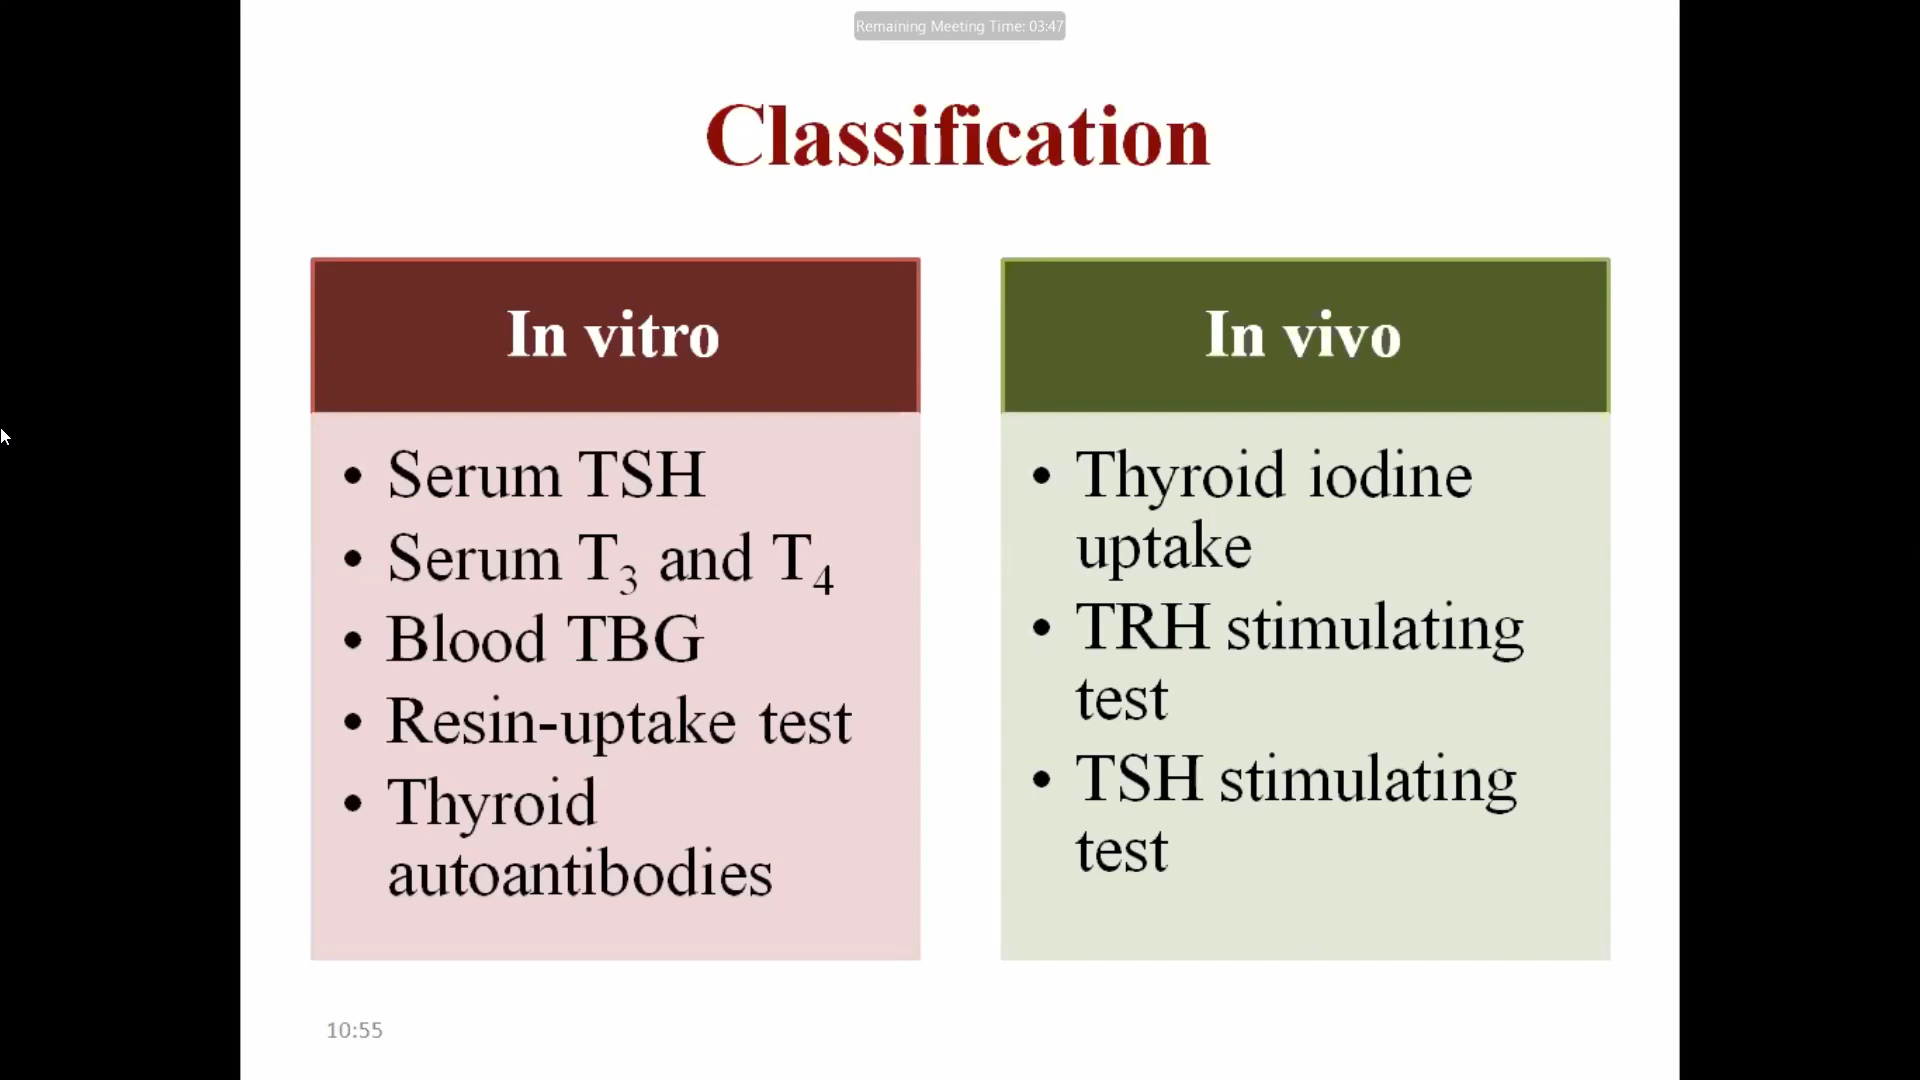 Remaining Meeting Time: 03:47
Classification
In vitro
• Serum TSH
• Serum T₃ and T₄
• Blood TBG
• Resin-uptake test
• Thyroid
autoantibodies
In vivo
• Thyroid iodine
uptake
• TRH stimulating
test
• TSH stimulating
test
10:55